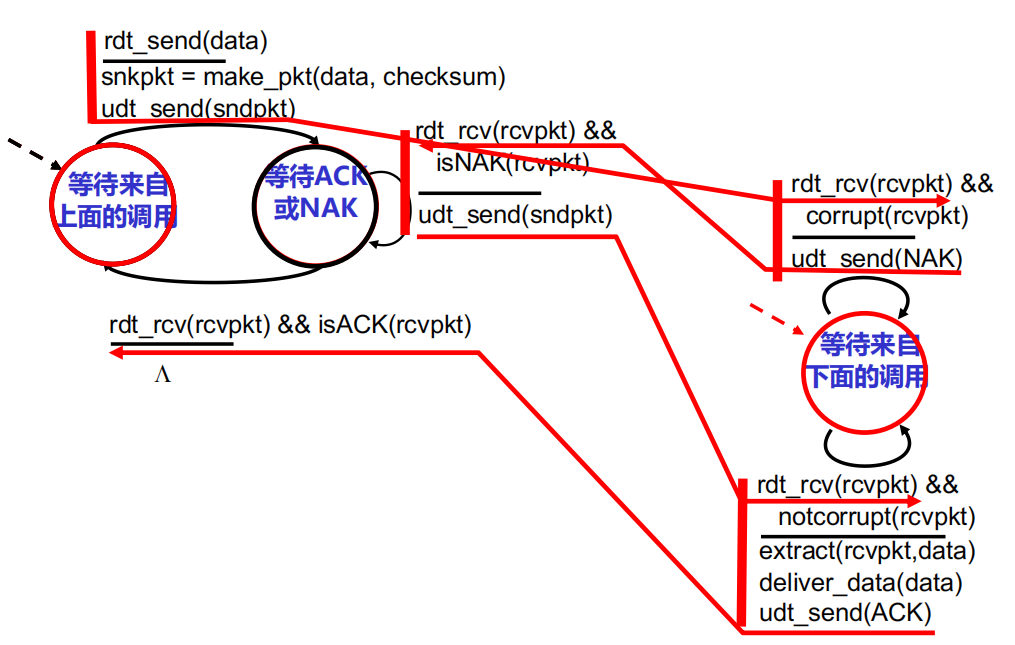 rdt_send(data)
snkpkt = make_pkt(data, checksum)
udt_send(sndpkt)
等待来自
上面的调用
等待ACK
或NAK
rdt_rcv(rcvpkt) &&
isNAK(rcvpkt)
udt_send(sndpkt)
rdt_rcv(rcvpkt) && isACK(rcvpkt)
Λ
rdt_rcv(rcvpkt) &&
corrupt(rcvpkt)
udt_send(NAK)
等待来自
下面的调用
rdt_rcv(rcvpkt) &&
notcorrupt(rcvpkt)
extract(rcvpkt,data)
deliver_data(data)
udt_send(ACK)